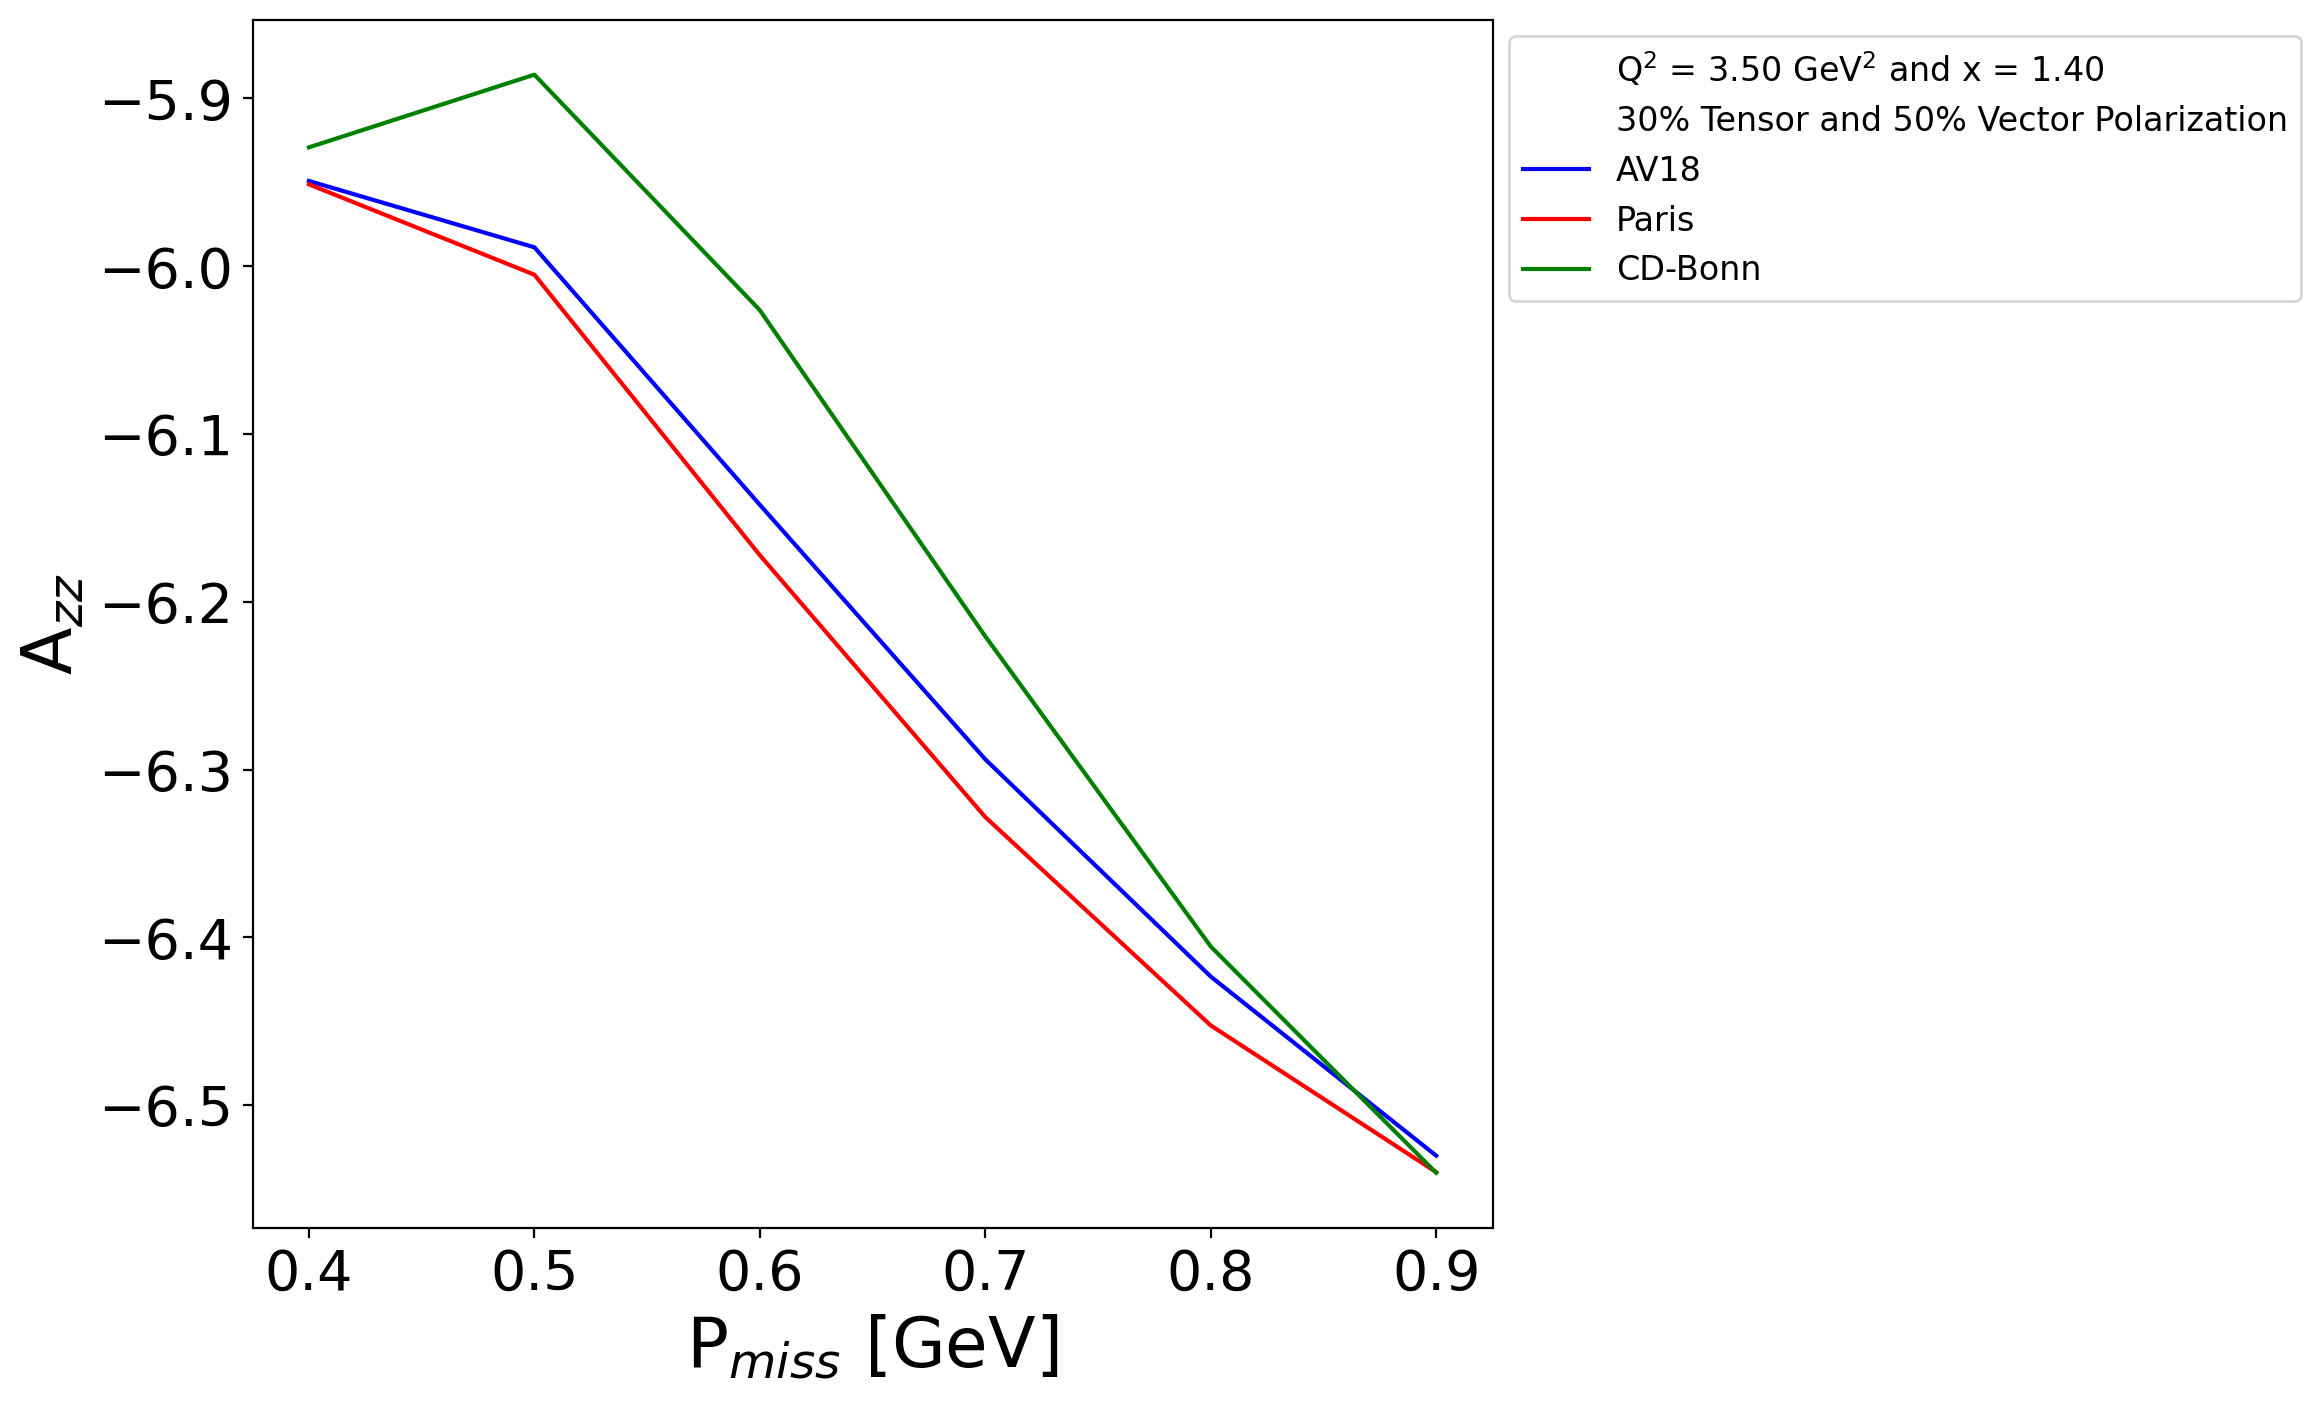 −5.9
−6.0
−6.1
−6.2
−6.3
−6.4
−6.5
A_zz
0.4 0.5 0.6 0.7 0.8 0.9
P_miss [GeV]
Q² = 3.50 GeV² and x = 1.40
30% Tensor and 50% Vector Polarization
AV18
Paris
CD-Bonn